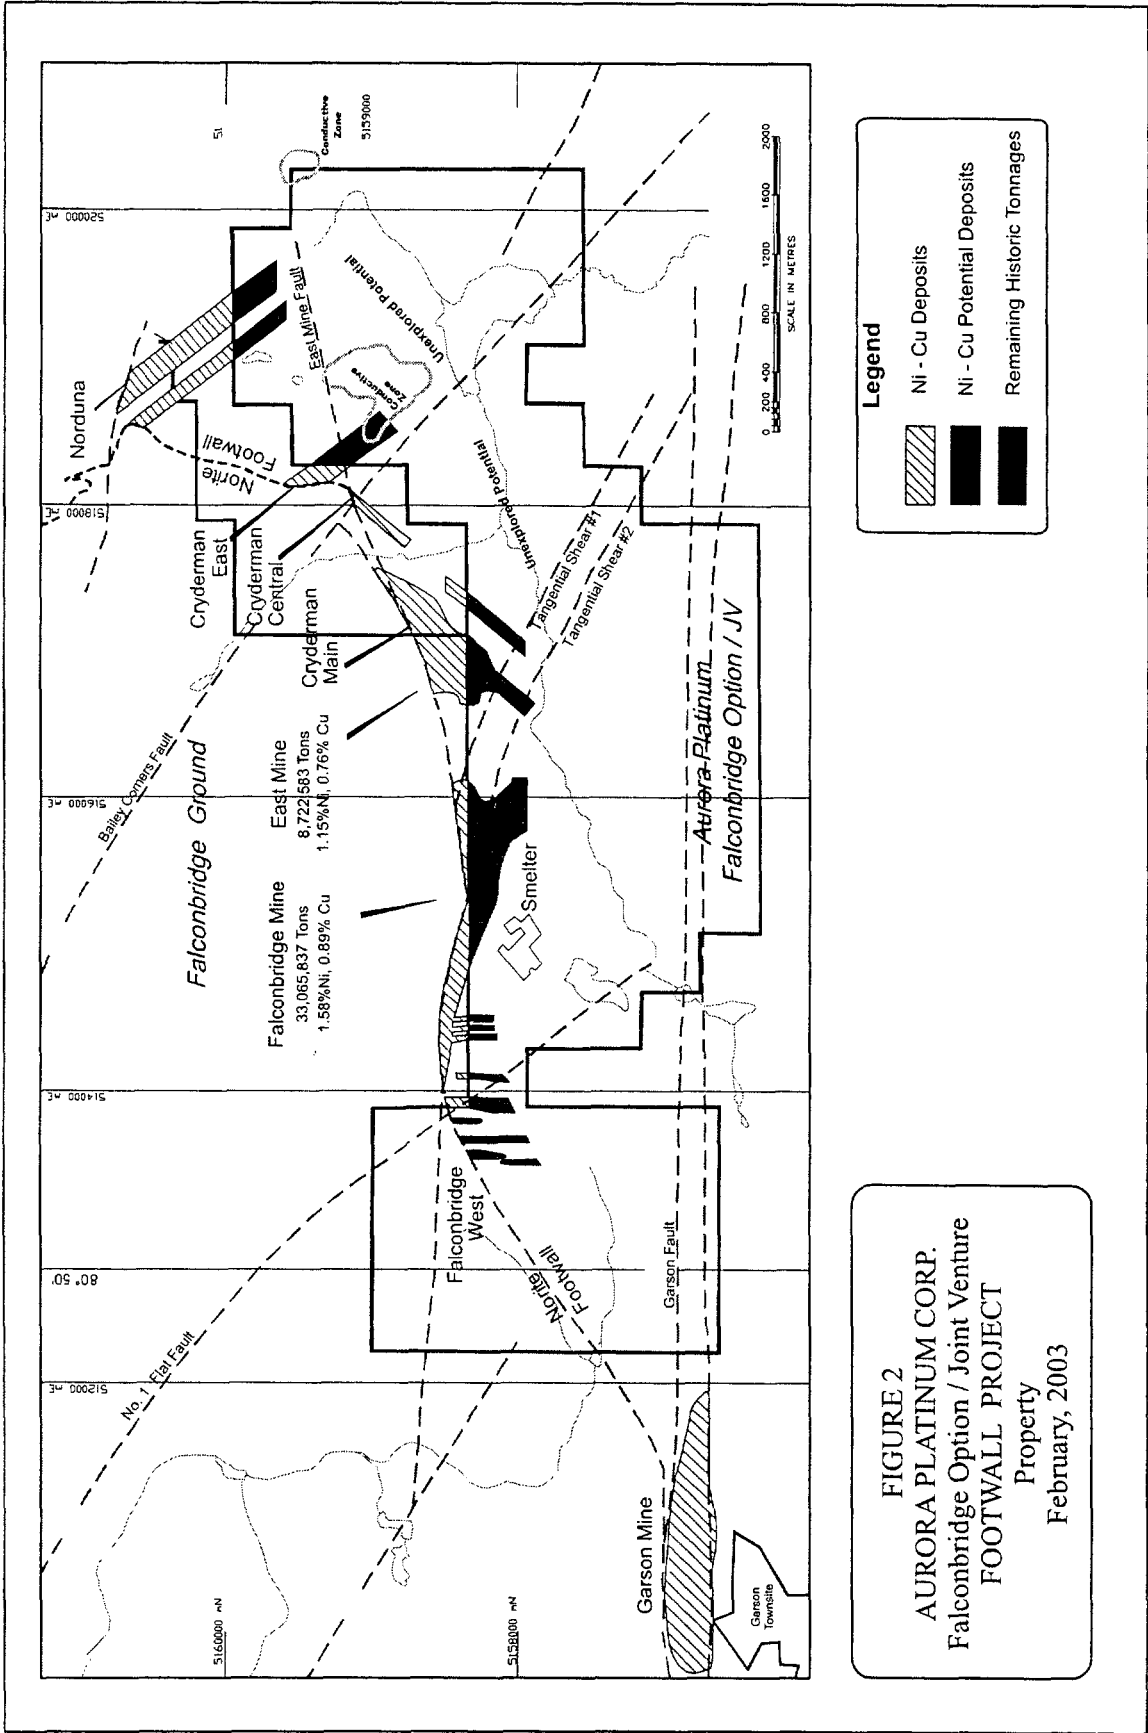 Norduna
Norite
Footwall
Cryderman
East
Cryderman
Central
Cryderman
Main
East Mine Fault
Conductive
Zone
Conductive
Zone
5159000
51
Unexplored Potential
Unexplored Potential
520000 mE
518000 mE
516000 mE
514000 mE
512000 mE
80° 50'
5160000 mN
5158000 mN
Bailey Corners Fault
Falconbridge Ground
East Mine
8,722,583 Tons
1.15%Ni, 0.76% Cu
Falconbridge Mine
33,065,837 Tons
1.58%Ni, 0.89% Cu
Smelter
Tangential Shear #1
Tangential Shear #2
Aurora Platinum
Falconbridge Option / JV
Falconbridge
West
Norite
Footwall
Garson Fault
No. 1 Flat Fault
Garson Mine
Garson
Townsite
0 200 400 800 1200 1600 2000
SCALE IN METRES
FIGURE 2
AURORA PLATINUM CORP.
Falconbridge Option / Joint Venture
FOOTWALL PROJECT
Property
February, 2003
Legend
Ni - Cu Deposits
Ni - Cu Potential Deposits
Remaining Historic Tonnages